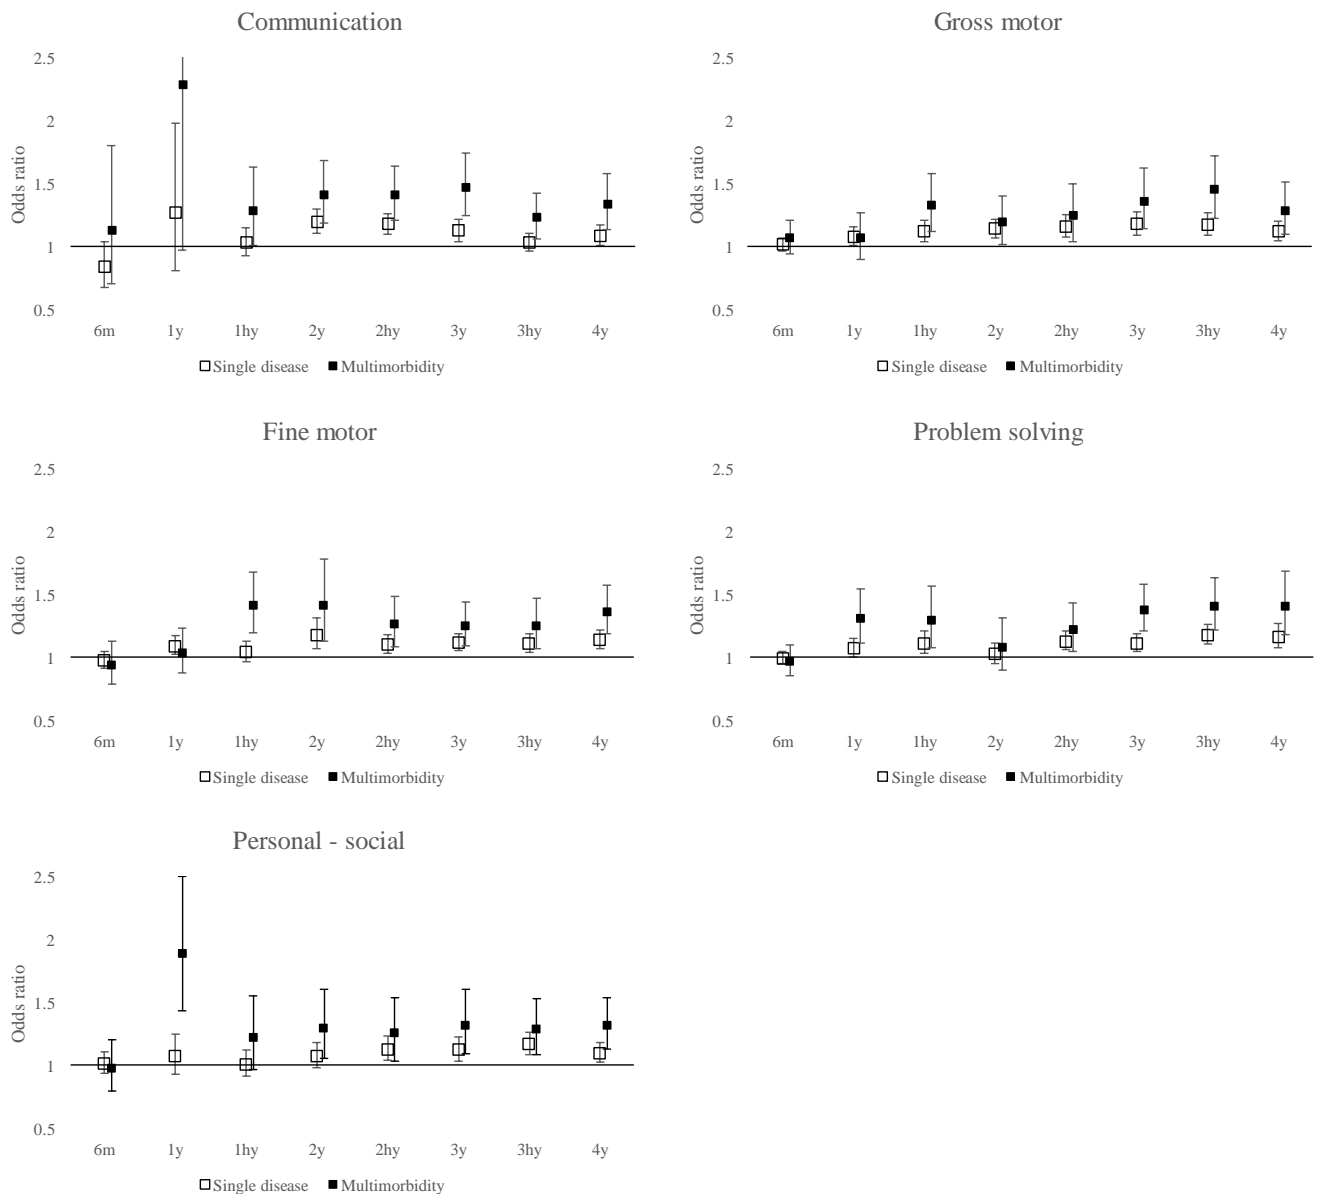 Communication
2.5
2
1.5
1
0.5
Odds ratio
6m 1y 1hy 2y 2hy 3y 3hy 4y
Single disease Multimorbidity
Gross motor
2.5
2
1.5
1
0.5
Odds ratio
6m 1y 1hy 2y 2hy 3y 3hy 4y
Single disease Multimorbidity
Fine motor
2.5
2
1.5
1
0.5
Odds ratio
6m 1y 1hy 2y 2hy 3y 3hy 4y
Single disease Multimorbidity
Problem solving
2.5
2
1.5
1
0.5
Odds ratio
6m 1y 1hy 2y 2hy 3y 3hy 4y
Single disease Multimorbidity
Personal - social
2.5
2
1.5
1
0.5
Odds ratio
6m 1y 1hy 2y 2hy 3y 3hy 4y
Single disease Multimorbidity